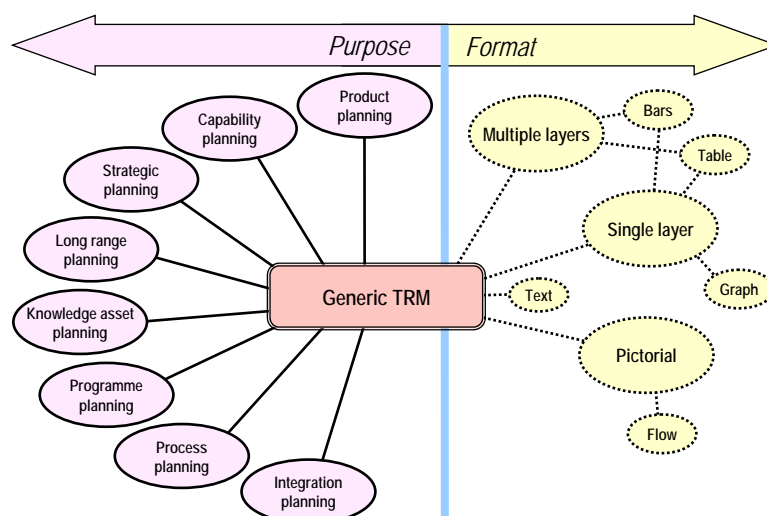 Purpose
Format
Product
planning
Capability
planning
Strategic
planning
Long range
planning
Knowledge asset
planning
Programme
planning
Process
planning
Integration
planning
Generic TRM
Multiple layers
Bars
Table
Single layer
Graph
Text
Pictorial
Flow